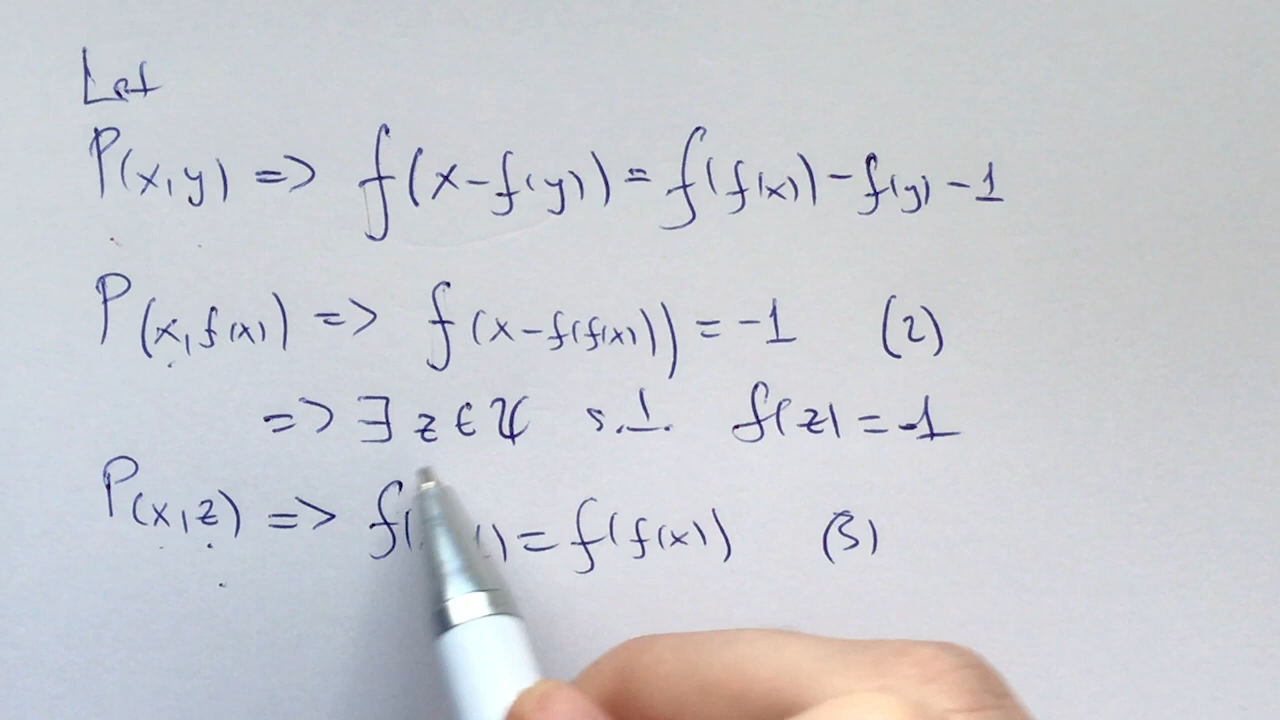 Let
P(x,y) => f(x-f(y)) = f(f(x)) - f(y) - 1
P(x,f(x)) => f(x-f(f(x))) = -1 (2)
=> ∃ z ∈ ℤ s.t. f(z) = -1
P(x,z) => f( ) = f(f(x)) (3)